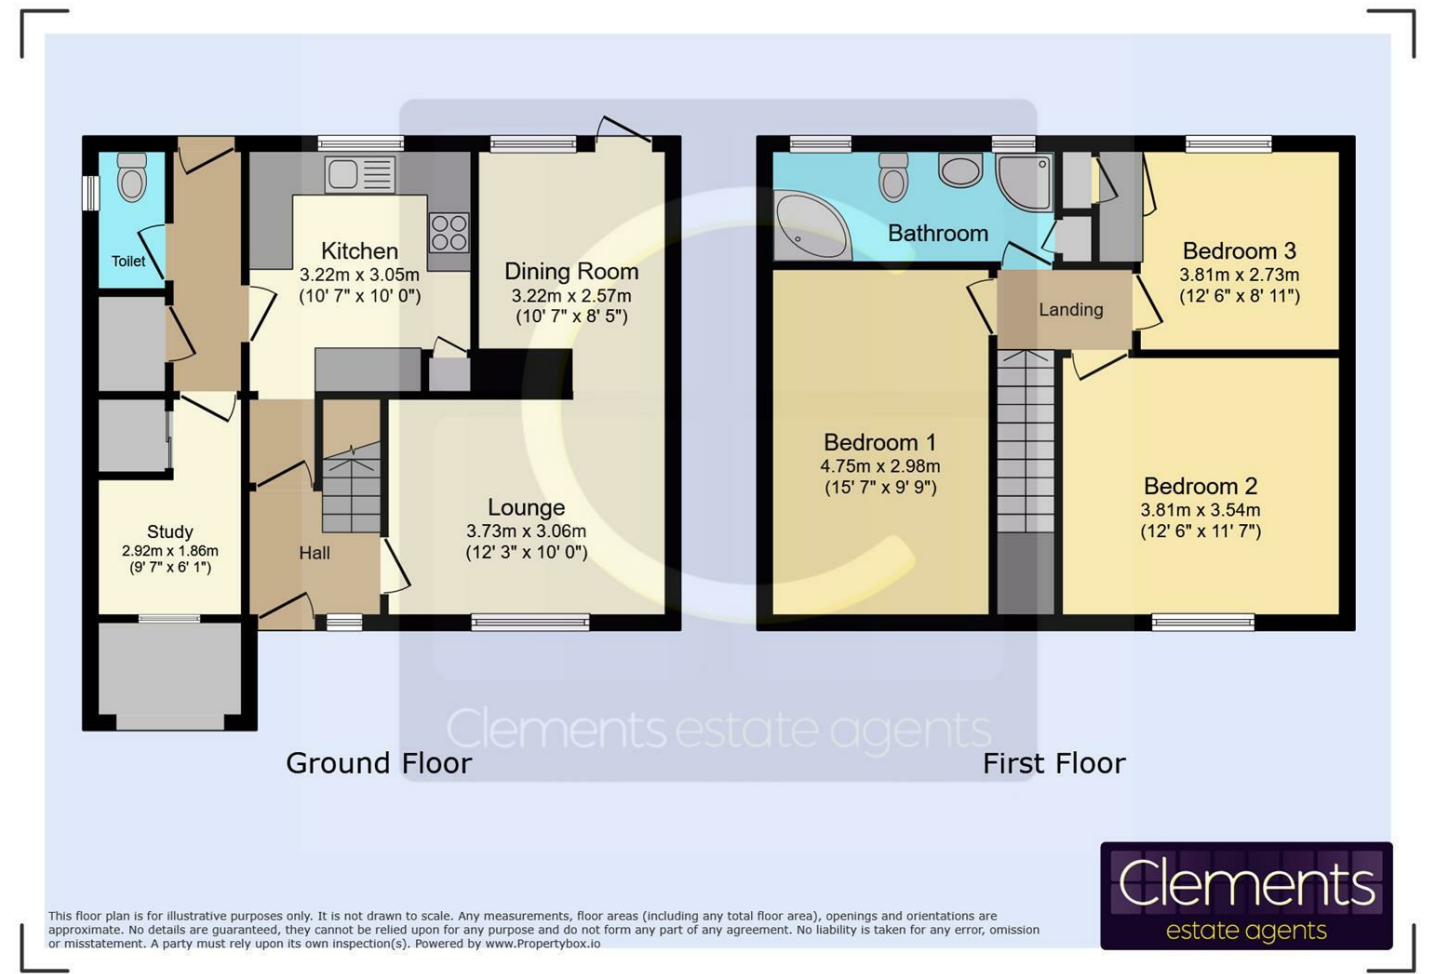 Toilet
Kitchen
3.22m x 3.05m
(10' 7" x 10' 0")
Dining Room
3.22m x 2.57m
(10' 7" x 8' 5")
Study
2.92m x 1.86m
(9' 7" x 6' 1")
Hall
Lounge
3.73m x 3.06m
(12' 3" x 10' 0")
Bathroom
Bedroom 3
3.81m x 2.73m
(12' 6" x 8' 11")
Landing
Bedroom 1
4.75m x 2.98m
(15' 7" x 9' 9")
Bedroom 2
3.81m x 3.54m
(12' 6" x 11' 7")
Clements estate agents
Ground Floor
First Floor
Clements
estate agents
This floor plan is for illustrative purposes only. It is not drawn to scale. Any measurements, floor areas (including any total floor area), openings and orientations are
approximate. No details are guaranteed, they cannot be relied upon for any purpose and do not form any part of any agreement. No liability is taken for any error, omission
or misstatement. A party must rely upon its own inspection(s). Powered by www.Propertybox.io